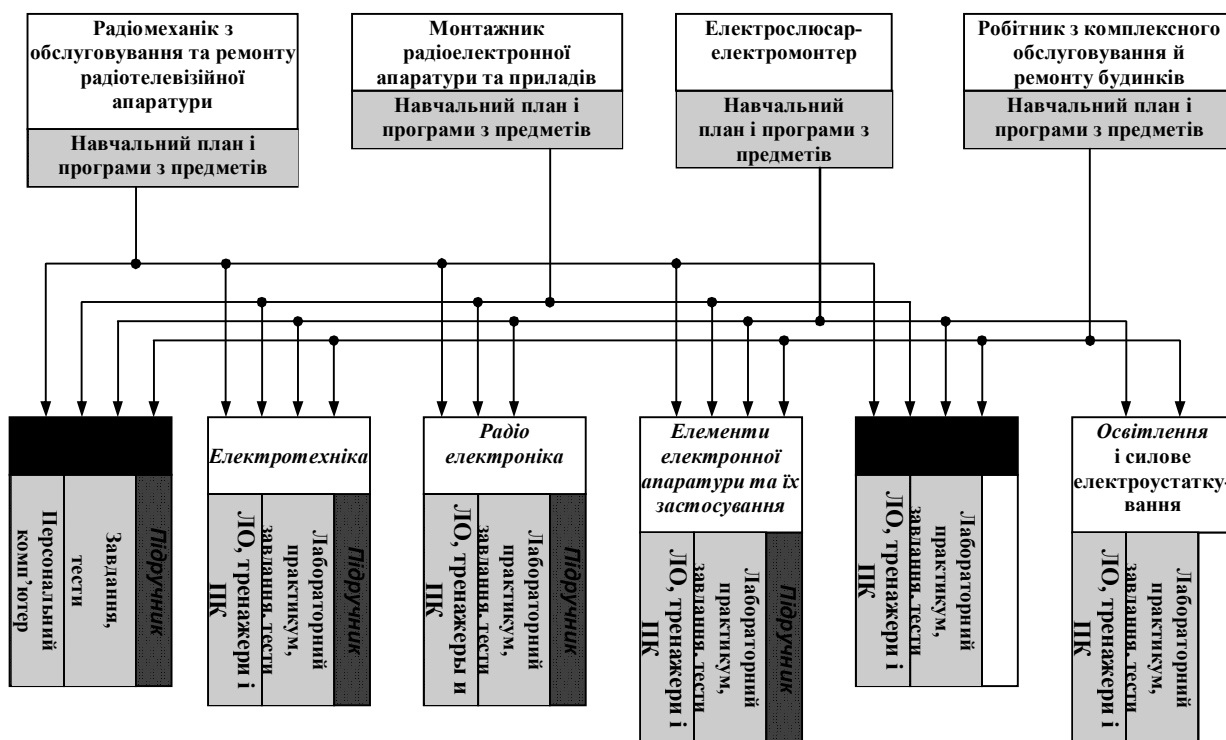 Радіомеханік з
обслуговування та ремонту
радіотелевізійної
апаратури
Навчальний план і
програми з предметів
Монтажник
радіоелектронної
апаратури та приладів
Навчальний план і
програми з предметів
Електрослюсар-
електромонтер
Навчальний
план і програми з
предметів
Робітник з комплексного
обслуговування й
ремонту будинків
Навчальний план і
програми з предметів
Персональний
комп’ютер
Завдання,
тести
Підручник
Електротехніка
ЛО, тренажери і
ПК
Лабораторний
практикум,
завдання, тести
Підручник
Радіо
електроніка
ЛО, тренажеры и
ПК
Лабораторний
практикум,
завдання, тести
Підручник
Елементи
електронної
апаратури та їх
застосування
ЛО, тренажери і
ПК
Лабораторний
практикум,
завдання, тести
Підручник
ЛО, тренажери і
ПК
Лабораторний
практикум,
завдання, тести
Освітлення
і силове
електроустатку-
вання
ЛО, тренажери і
ПК
Лабораторний
практикум,
завдання, тести